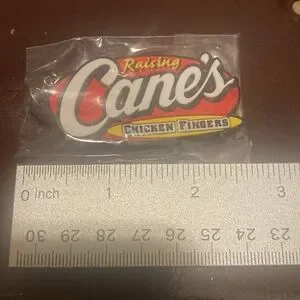 Raising
Cane's
CHICKEN FINGERS
0 inch 1 2 3
30 29 28 27 26 25 24 23